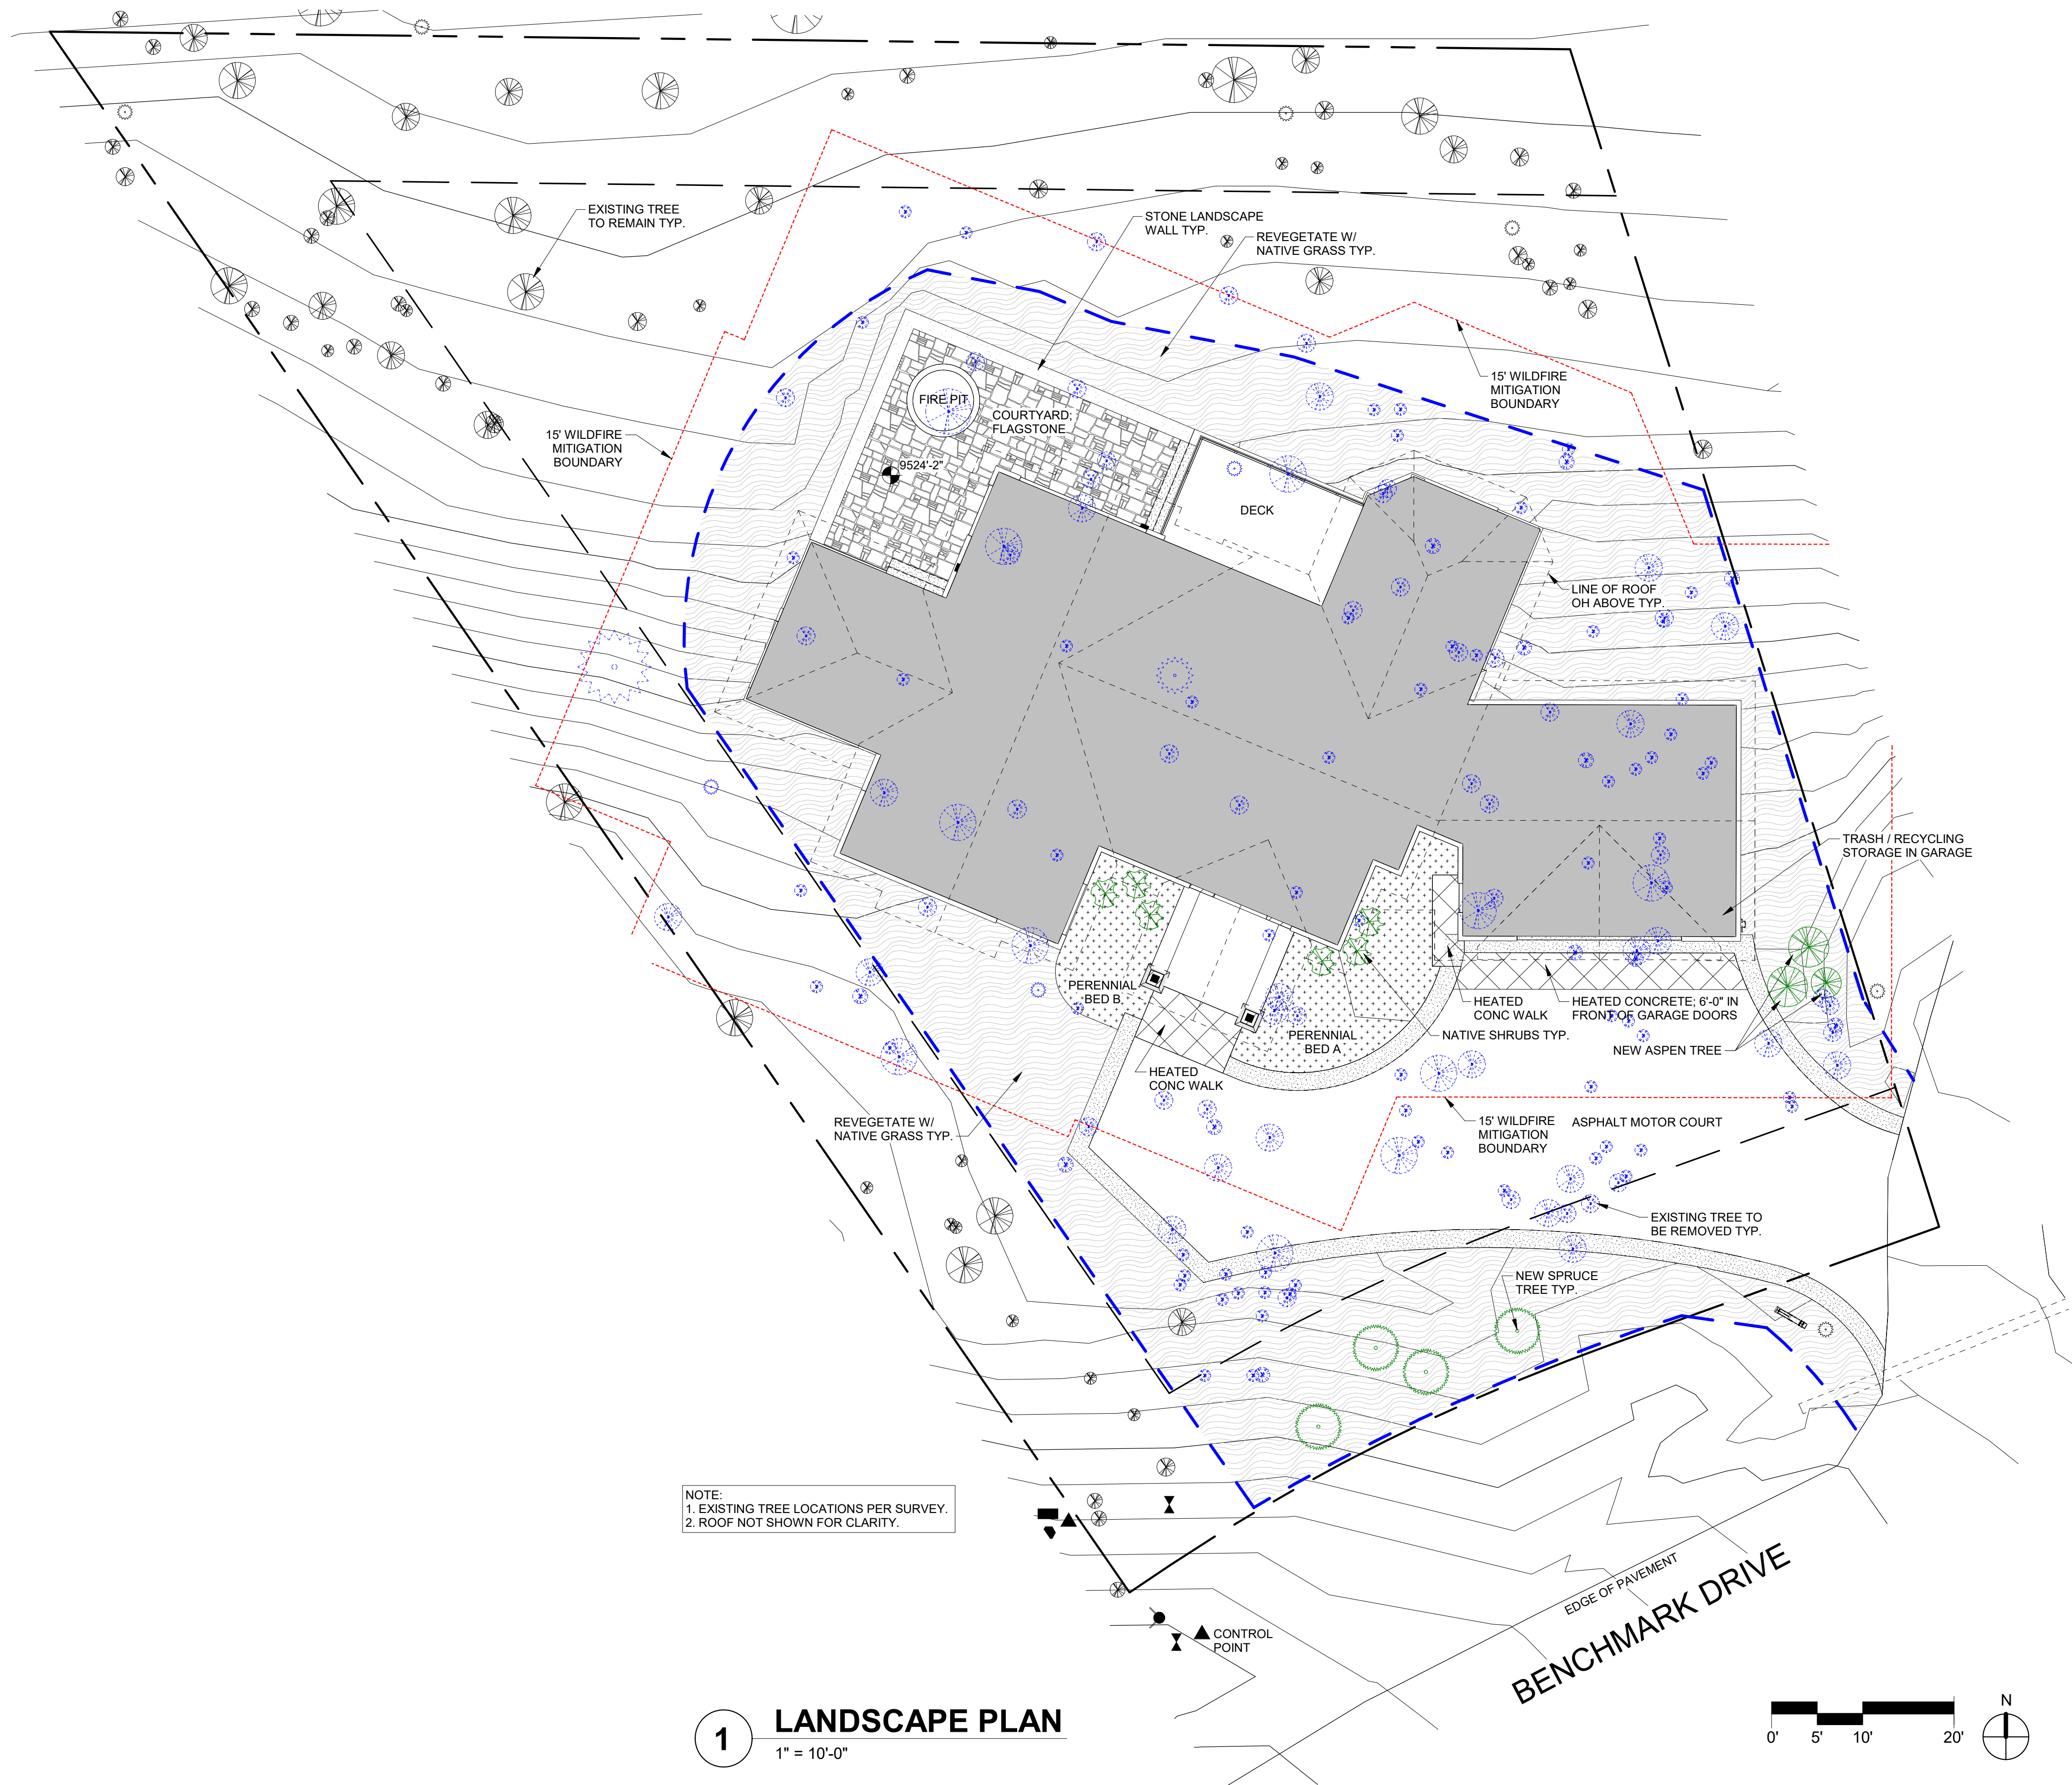 EXISTING TREE
TO REMAIN TYP.
STONE LANDSCAPE
WALL TYP.
REVEGETATE W/
NATIVE GRASS TYP.
15' WILDFIRE
MITIGATION
BOUNDARY
15' WILDFIRE
MITIGATION
BOUNDARY
FIRE PIT
COURTYARD;
FLAGSTONE
9524'-2"
DECK
LINE OF ROOF
OH ABOVE TYP.
TRASH / RECYCLING
STORAGE IN GARAGE
PERENNIAL
BED B
HEATED
CONC WALK
HEATED CONCRETE; 6'-0" IN
FRONT OF GARAGE DOORS
NATIVE SHRUBS TYP.
PERENNIAL
BED A
NEW ASPEN TREE
HEATED
CONC WALK
REVEGETATE W/
NATIVE GRASS TYP.
15' WILDFIRE
MITIGATION
BOUNDARY
ASPHALT MOTOR COURT
EXISTING TREE TO
BE REMOVED TYP.
NEW SPRUCE
TREE TYP.
NOTE:
1. EXISTING TREE LOCATIONS PER SURVEY.
2. ROOF NOT SHOWN FOR CLARITY.
EDGE OF PAVEMENT
BENCHMARK DRIVE
CONTROL
POINT
1
LANDSCAPE PLAN
1" = 10'-0"
0' 5' 10' 20'
N